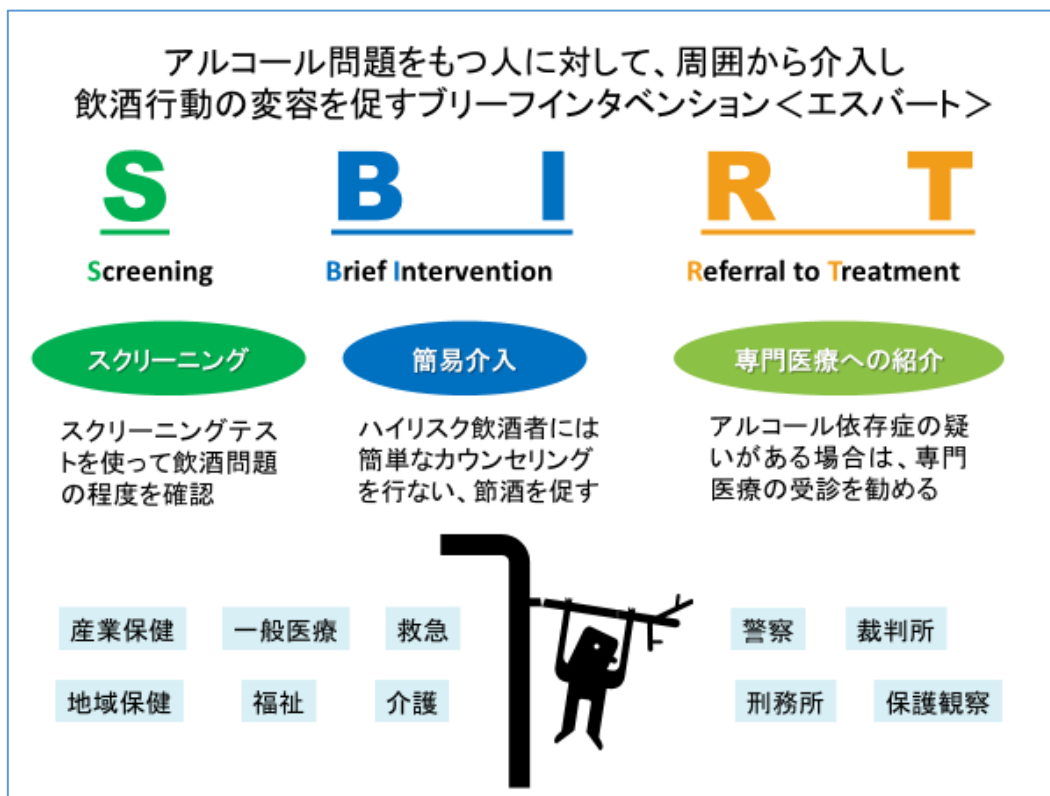 アルコール問題をもつ人に対して、周囲から介入し
飲酒行動の変容を促すブリーフインタベンション＜エスバート＞
S B I R T
Screening Brief Intervention Referral to Treatment
スクリーニング 簡易介入 専門医療への紹介
スクリーニングテス
トを使って飲酒問題
の程度を確認
ハイリスク飲酒者には
簡単なカウンセリング
を行ない、節酒を促す
アルコール依存症の疑
いがある場合は、専門
医療の受診を勧める
産業保健 一般医療 救急 警察 裁判所
地域保健 福祉 介護 刑務所 保護観察